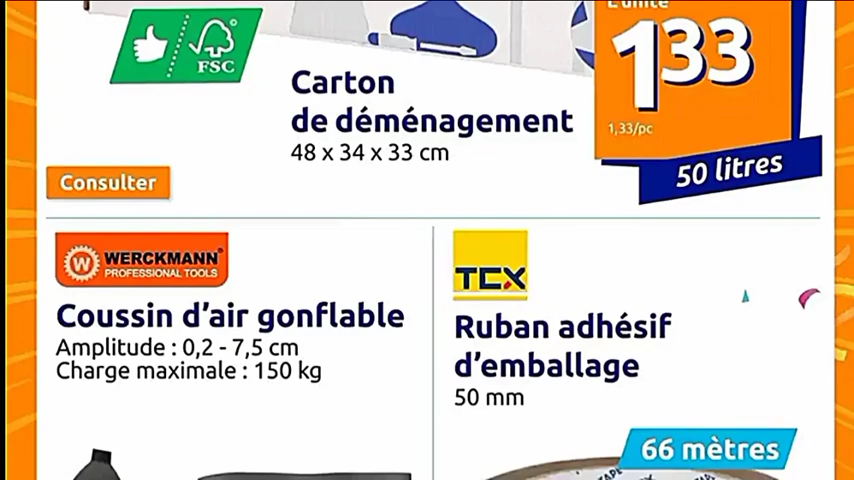 L'unité
133
1,33/pc
FSC
Carton
de déménagement
48 x 34 x 33 cm
50 litres
Consulter
WERCKMANN
PROFESSIONAL TOOLS
Coussin d'air gonflable
Amplitude : 0,2 - 7,5 cm
Charge maximale : 150 kg
TCX
Ruban adhésif
d'emballage
50 mm
66 mètres